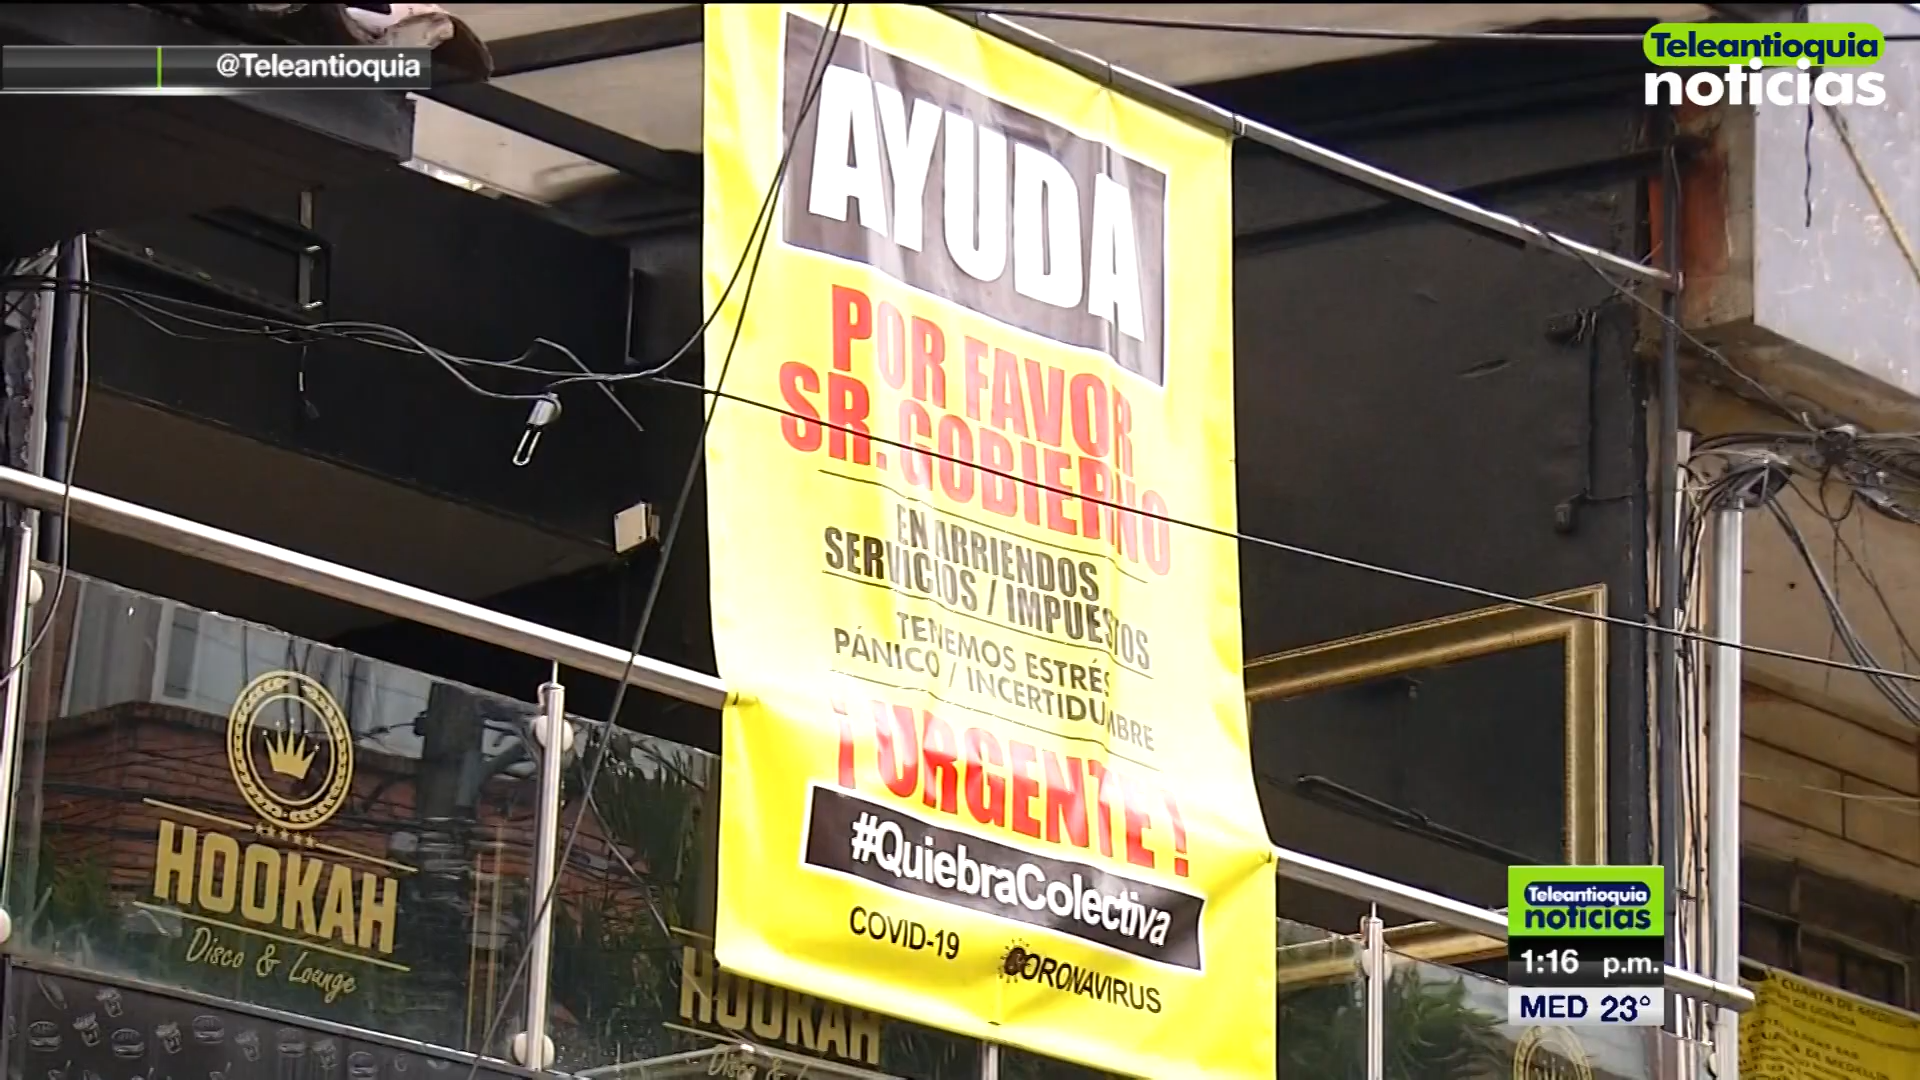 @Teleantioquia
Teleantioquia
noticias
AYUDA
POR FAVOR
SR. GOBIERNO
EN ARRIENDOS
SERVICIOS / IMPUESTOS
TENEMOS ESTRÉS
PÁNICO / INCERTIDUMBRE
¡URGENTE!
#QuiebraColectiva
COVID-19 CORONAVIRUS
HOOKAH
Disco & Lounge
HOOKAH
Disco &
Teleantioquia
noticias
1:16 p.m.
MED 23°